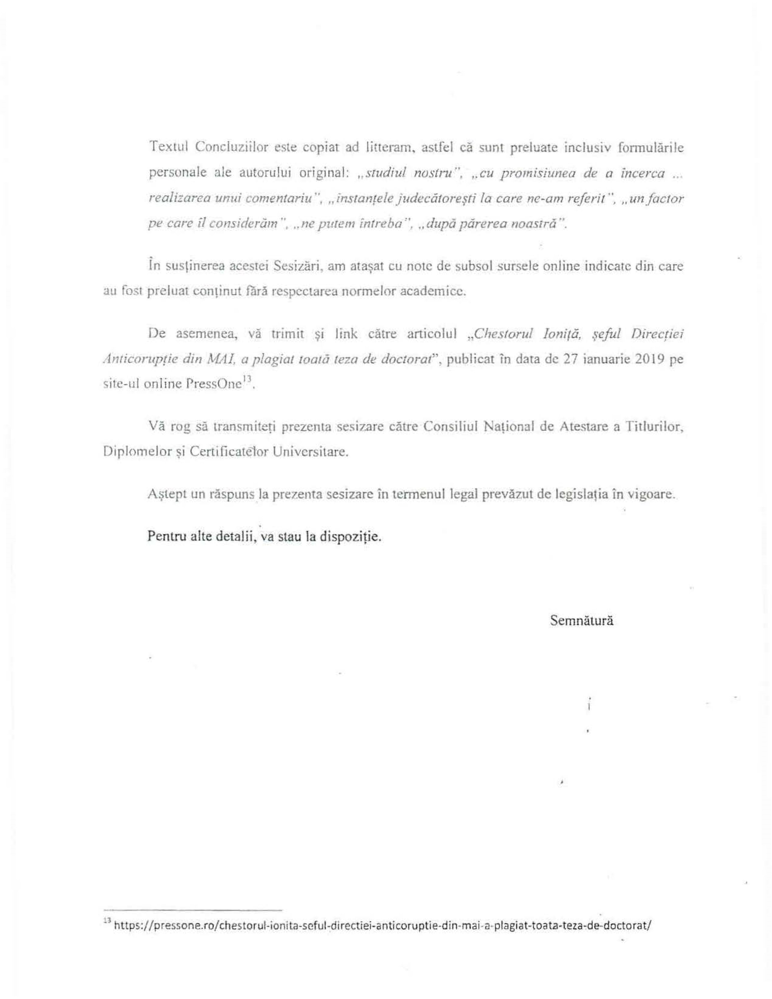 Textul Concluziilor este copiat ad litteram, astfel că sunt preluate inclusiv formulările
personale ale autorului original: „studiul nostru”, „cu promisiunea de a încerca ...
realizarea unui comentariu”, „instanțele judecătorești la care ne-am referit”, „un factor
pe care îl considerăm”, „ne putem întreba”, „după părerea noastră”.
În susținerea acestei Sesizări, am atașat cu note de subsol sursele online indicate din care
au fost preluat conținut fără respectarea normelor academice.
De asemenea, vă trimit și link către articolul „Chestorul Ioniță, șeful Direcției
Anticorupție din MAI, a plagiat toată teza de doctorat”, publicat în data de 27 ianuarie 2019 pe
site-ul online PressOne13.
Vă rog să transmiteți prezenta sesizare către Consiliul Național de Atestare a Titlurilor,
Diplomelor și Certificatelor Universitare.
Aștept un răspuns la prezenta sesizare în termenul legal prevăzut de legislația în vigoare.
Pentru alte detalii, va stau la dispoziție.
Semnătură
13 https://pressone.ro/chestorul-ionita-seful-directiei-anticoruptie-din-mai-a-plagiat-toata-teza-de-doctorat/